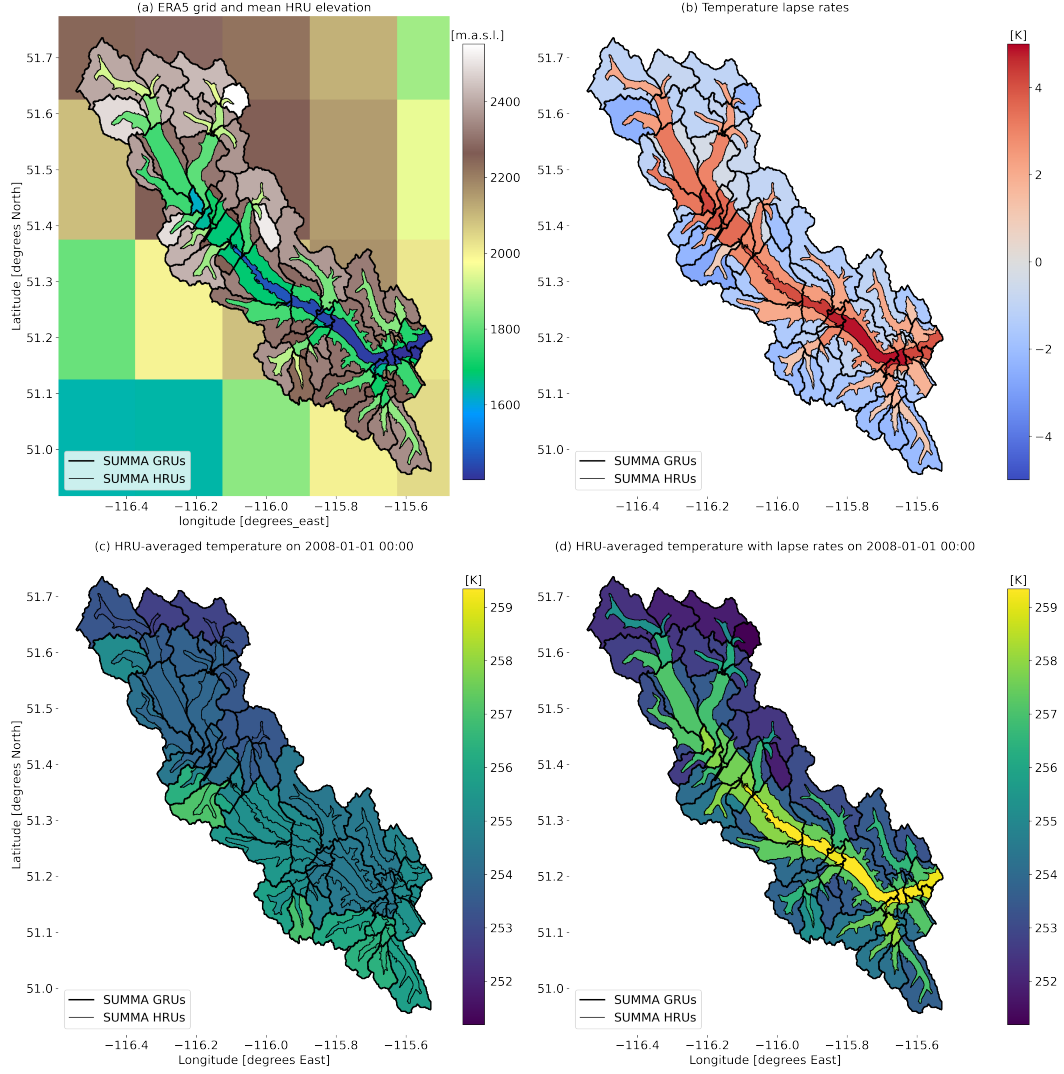 (a) ERA5 grid and mean HRU elevation
[m.a.s.l.]
51.7
51.6
51.5
51.4
51.3
51.2
51.1
51.0
Latitude [degrees North]
2400
2200
2000
1800
1600
SUMMA GRUs
SUMMA HRUs
−116.4 −116.2 −116.0 −115.8 −115.6
longitude [degrees_east]
(b) Temperature lapse rates
[K]
51.7
51.6
51.5
51.4
51.3
51.2
51.1
51.0
4
2
0
−2
−4
SUMMA GRUs
SUMMA HRUs
−116.4 −116.2 −116.0 −115.8 −115.6
(c) HRU-averaged temperature on 2008-01-01 00:00
[K]
51.7
51.6
51.5
51.4
51.3
51.2
51.1
51.0
Latitude [degrees North]
259
258
257
256
255
254
253
252
SUMMA GRUs
SUMMA HRUs
−116.4 −116.2 −116.0 −115.8 −115.6
Longitude [degrees East]
(d) HRU-averaged temperature with lapse rates on 2008-01-01 00:00
[K]
51.7
51.6
51.5
51.4
51.3
51.2
51.1
51.0
259
258
257
256
255
254
253
252
SUMMA GRUs
SUMMA HRUs
−116.4 −116.2 −116.0 −115.8 −115.6
Longitude [degrees East]